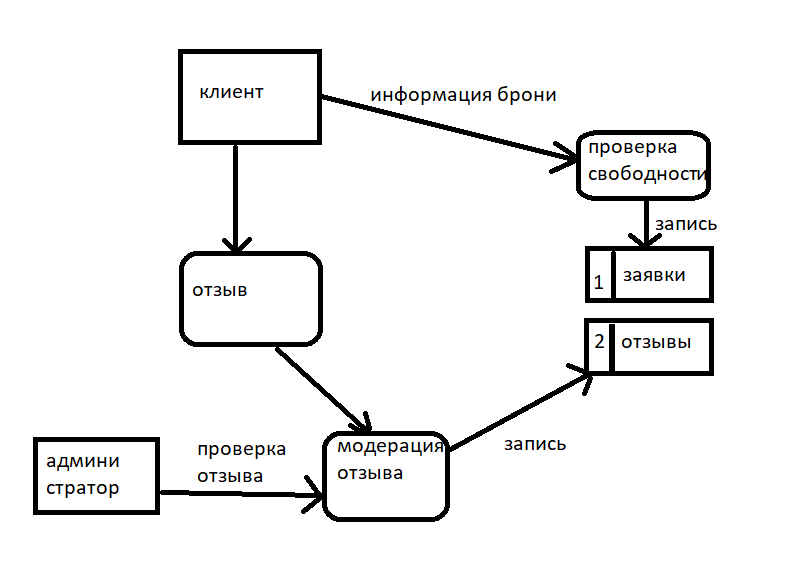 клиент
информация брони
проверка
свободности
запись
1 заявки
отзыв
2 отзывы
модерация
отзыва
запись
проверка
отзыва
админи
стратор